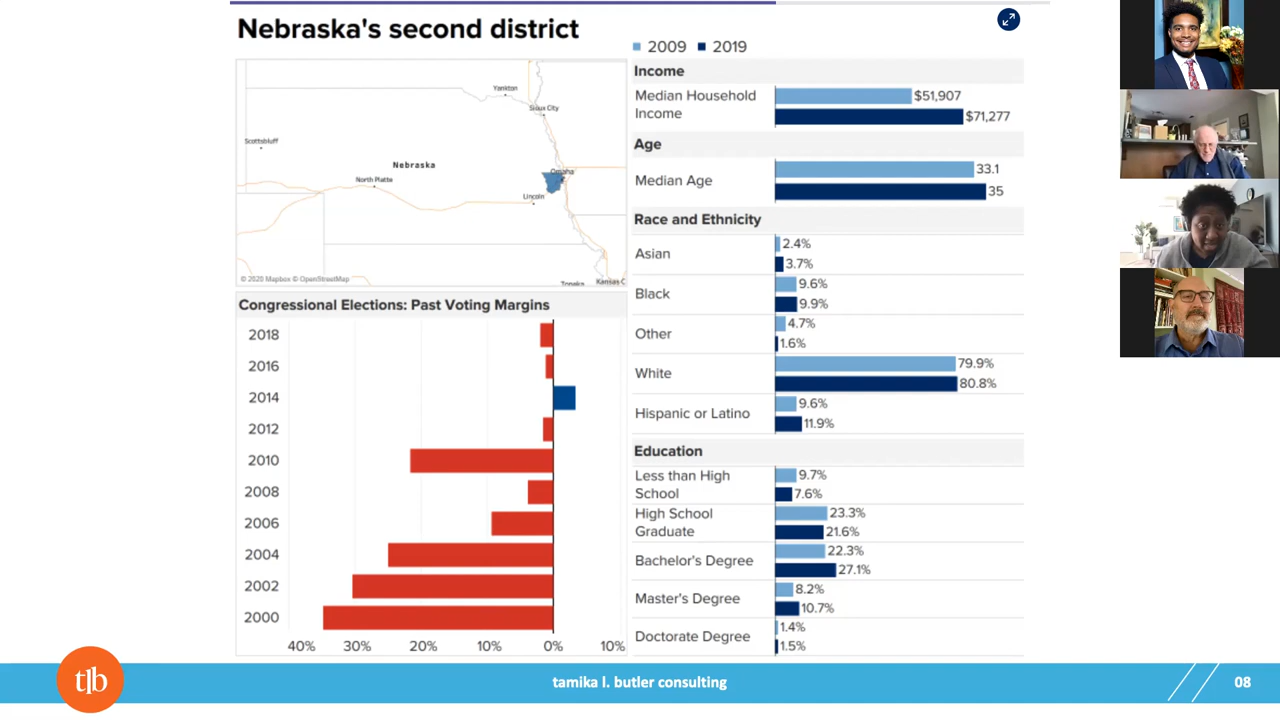 Nebraska's second district
2009 2019
Yankton
Sioux City
Scottsbluff
Nebraska
North Platte
Omaha
Lincoln
© 2020 Mapbox © OpenStreetMap
Topeka
Kansas C
Congressional Elections: Past Voting Margins
2018
2016
2014
2012
2010
2008
2006
2004
2002
2000
40% 30% 20% 10% 0% 10%
Income
Median Household
Income
$51,907
$71,277
Age
Median Age
33.1
35
Race and Ethnicity
Asian
2.4%
3.7%
Black
9.6%
9.9%
Other
4.7%
1.6%
White
79.9%
80.8%
Hispanic or Latino
9.6%
11.9%
Education
Less than High
School
9.7%
7.6%
High School
Graduate
23.3%
21.6%
Bachelor's Degree
22.3%
27.1%
Master's Degree
8.2%
10.7%
Doctorate Degree
1.4%
1.5%
tlb
tamika l. butler consulting
08